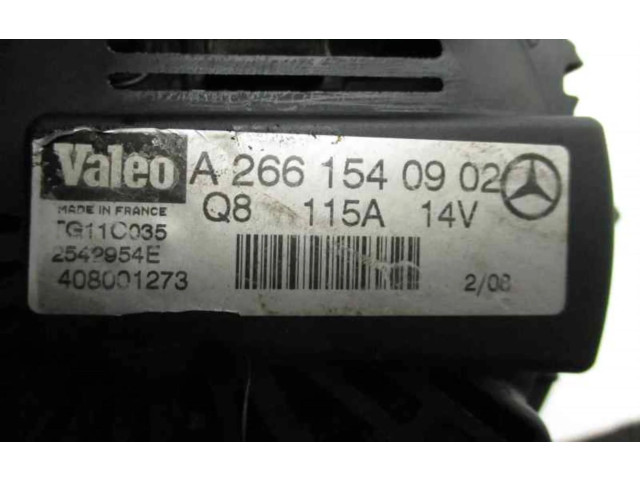 Valeo A 266 154 09 02
MADE IN FRANCE Q8 115A 14V
TG11C035
2542954E
408001273 2/08